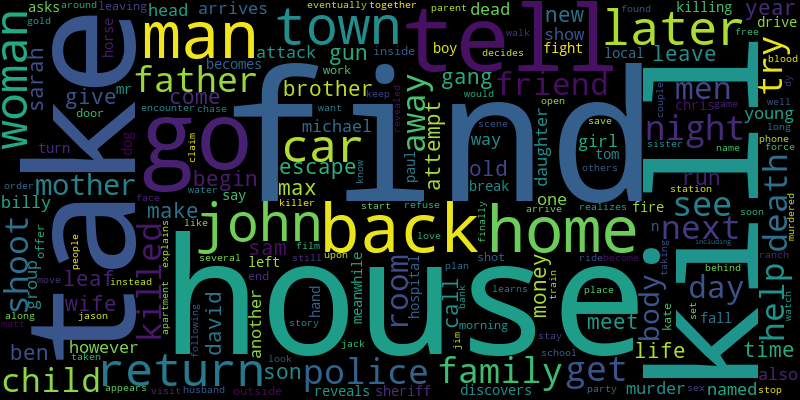 asks
parent
eventually
together
around
gold
head
arrives
leaving
dead
new
killing
year
woman
sarah
horse
man
town
tell
later
show
fight
drive
boy
inside
decides
walk
found
free
take
find
kill
attack
gun
becomes
work
local
leave
try
blood
mr
door
father
brother
gang
friend
men
give
come
want
keep
would
open
save
couple
chris
game
well
dy
encounter
chase
michael
away
attempt
revealed
scene
others
girl
tom
night
young
long
dog
go
car
escape
paul
way
old
break
daughter
sister
phone
force
name
murdered
turn
claim
know
mother
begin
max
killer
water
say
start
refuse
one
realizes
run
station
fire
soon
order
face
billy
make
like
film
love
finally
arrive
john
back
home
see
death
people
offer
shoot
group
killed
explains
sam
several
still
upon
house
next
n
including
left
end
meanwhile
room
hospital
call
shot
plan
bank
money
train
ride
become
place
meet
body
taking
behind
day
ranch
help
leaf
move
instead
wife
apartment
david
another
hand
story
morning
learns
stay
kate
fall
set
watch
along
jason
matt
ben
however
taken
following
look
jack
jim
school
life
time
child
return
son
police
family
get
also
appears
visit
husband
outside
reveals
sheriff
discovers
party
murder
sex
named
stop